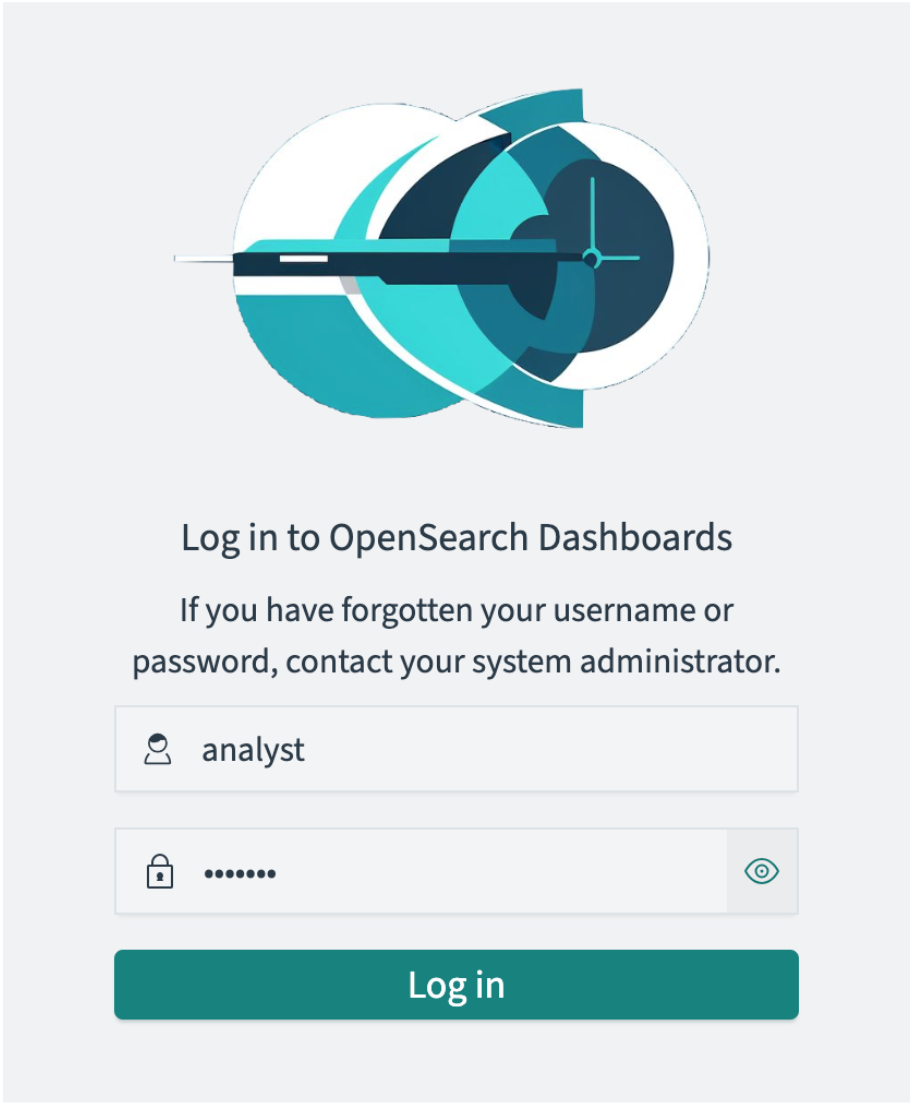 Log in to OpenSearch Dashboards
If you have forgotten your username or
password, contact your system administrator.
analyst
•••••••
Log in